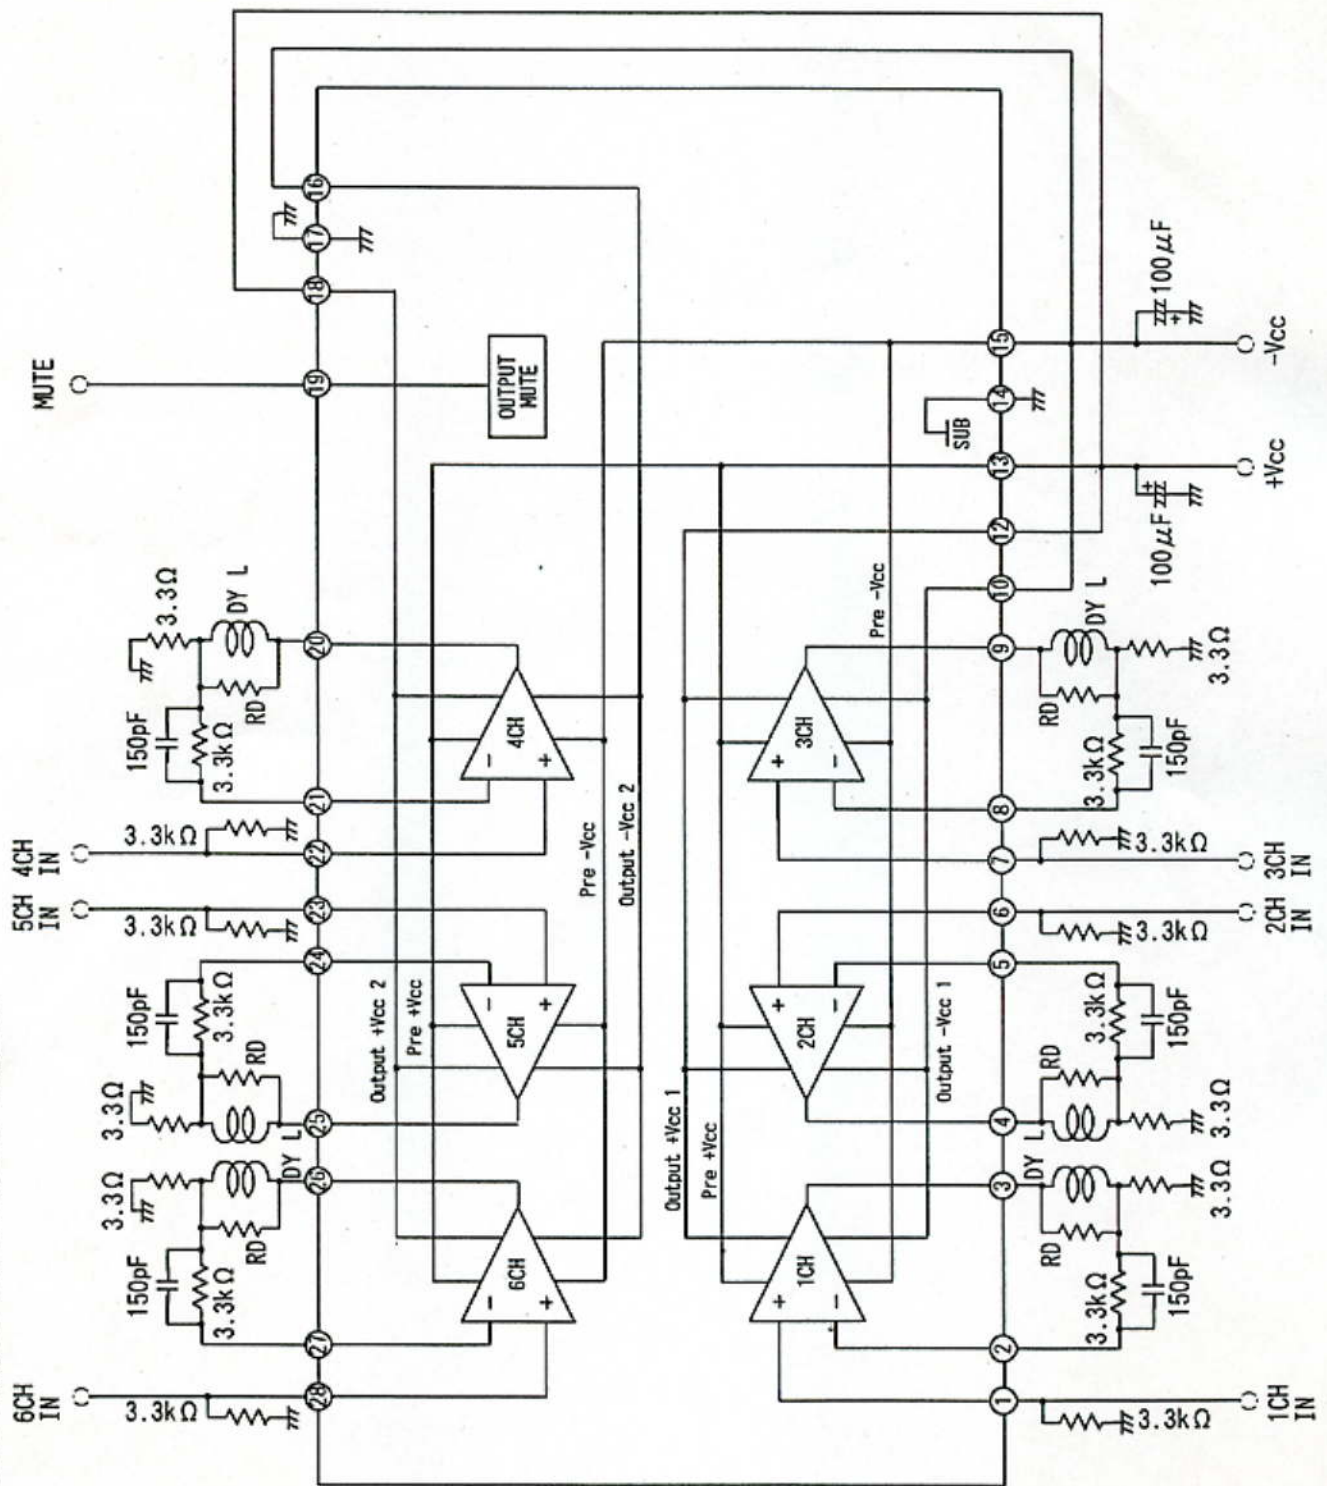 MUTE
16
17
18
19
OUTPUT
MUTE
100μF
15
-Vcc
14
SUB
13
+Vcc
100μF
12
10
3.3Ω
DY L
20
RD
150pF
3.3kΩ
4CH
- +
21
3.3kΩ
22
4CH
IN
Pre -Vcc
3CH
+ -
9
DY L
RD
3.3Ω
3.3kΩ
150pF
8
7
3.3kΩ
3CH
IN
5CH
IN
3.3kΩ
23
24
150pF
3.3kΩ
RD
3.3Ω
25
DY L
5CH
- +
Output +Vcc 2
Pre +Vcc
Pre -Vcc
Output -Vcc 2
6
3.3kΩ
2CH
IN
5
2CH
+ -
3.3kΩ
150pF
RD
4
DY L
3.3Ω
Output +Vcc 1
Pre +Vcc
Output -Vcc 1
3.3Ω
26
RD
150pF
3.3kΩ
6CH
- +
27
28
3.3kΩ
6CH
IN
3
RD
3.3Ω
3.3kΩ
150pF
1CH
+ -
2
1
3.3kΩ
1CH
IN